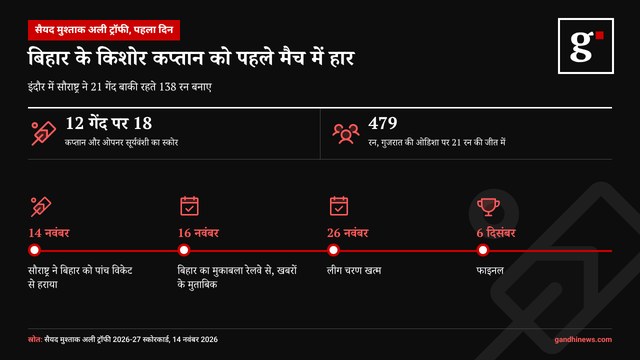 सैयद मुश्ताक अली ट्रॉफी, पहला दिन
बिहार के किशोर कप्तान को पहले मैच में हार
g
इंदौर में सौराष्ट्र ने 21 गेंद बाकी रहते 138 रन बनाए
12 गेंद पर 18
कप्तान और ओपनर सूर्यवंशी का स्कोर
479
रन, गुजरात की ओडिशा पर 21 रन की जीत में
14 नवंबर
सौराष्ट्र ने बिहार को पांच विकेट
से हराया
16 नवंबर
बिहार का मुकाबला रेलवे से, खबरों
के मुताबिक
26 नवंबर
लीग चरण खत्म
6 दिसंबर
फाइनल
स्रोत: सैयद मुश्ताक अली ट्रॉफी 2026-27 स्कोरकार्ड, 14 नवंबर 2026
gandhinews.com